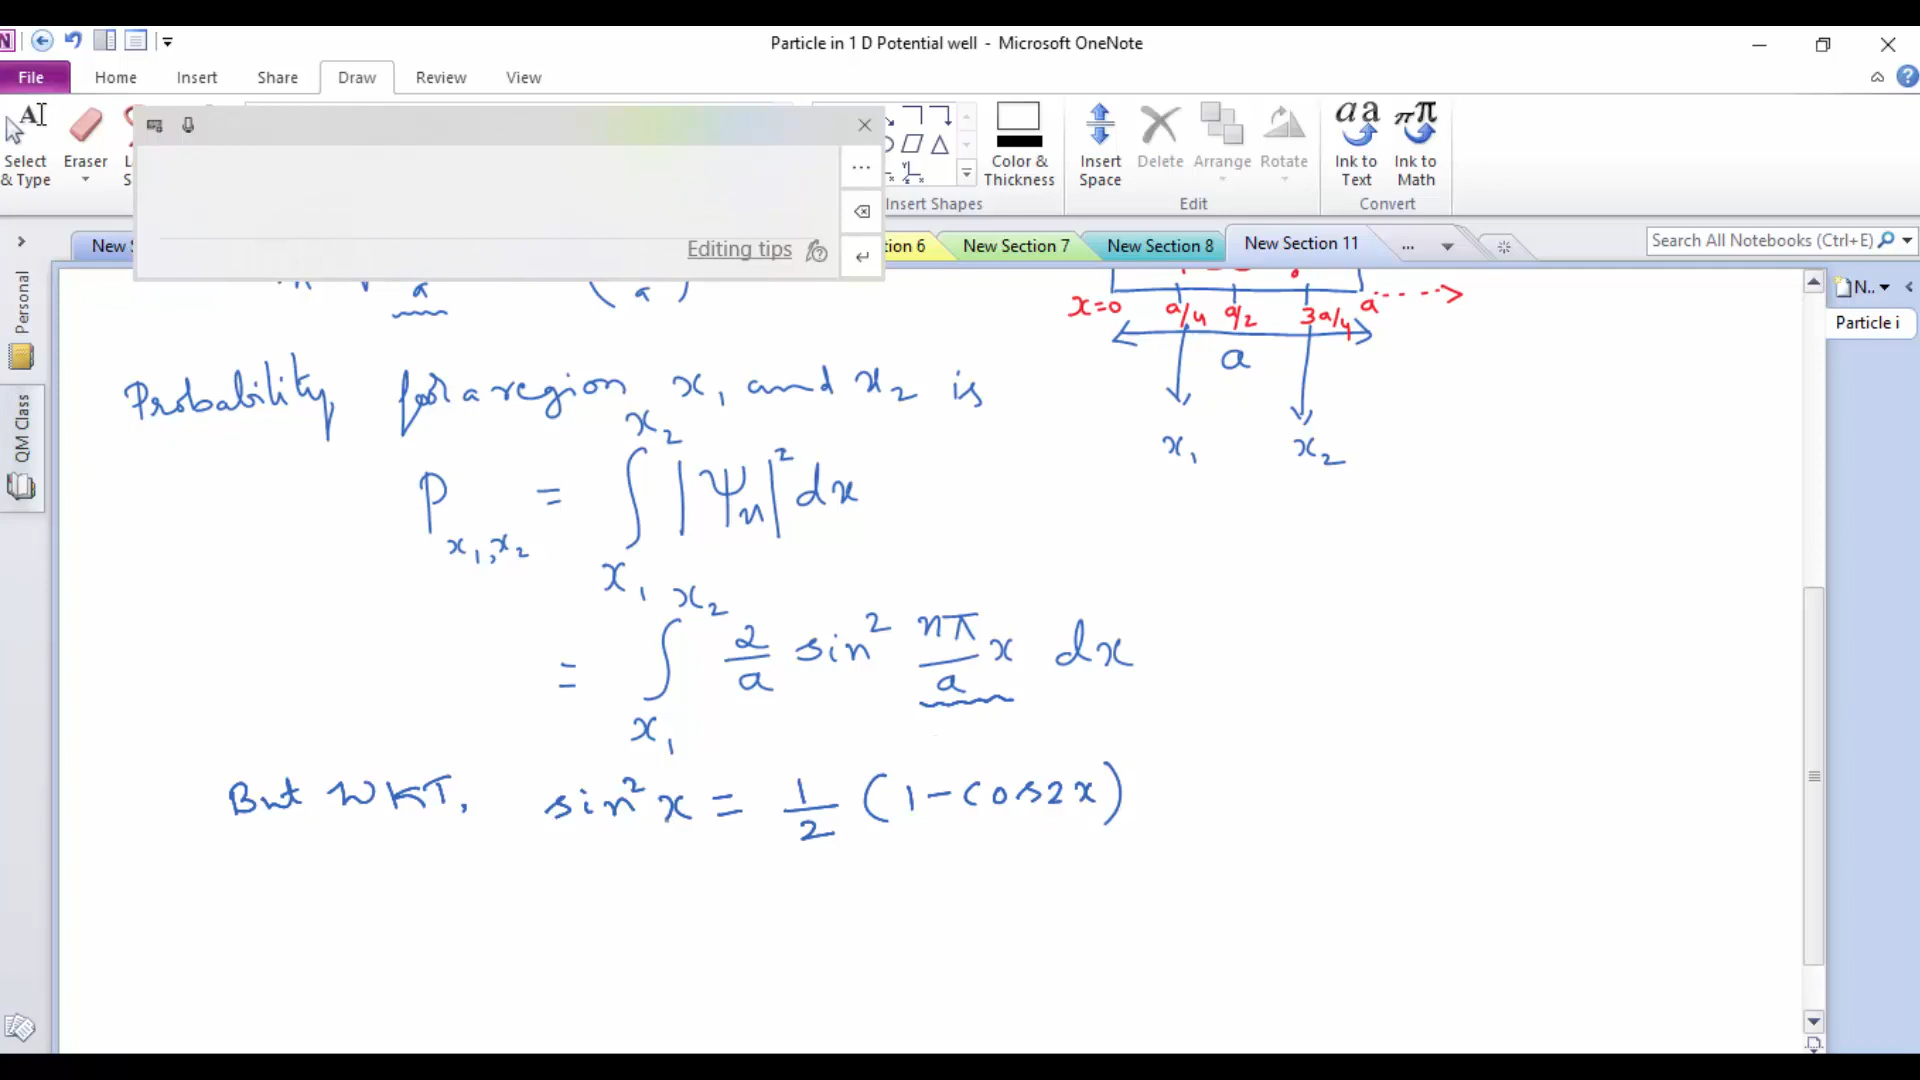 Particle in 1 D Potential well - Microsoft OneNote
File Home Insert Share Draw Review View
Select & Type
Eraser
Color & Thickness
Insert Space
Delete
Arrange
Rotate
Ink to Text
Ink to Math
Insert Shapes
Edit
Convert
Editing tips
New
ion 6
New Section 7
New Section 8
New Section 11
...
Search All Notebooks (Ctrl+E)
N..
Particle i
Personal
QM Class
a
( a )
x=0 a/4 a/2 3a/4 a
a
x₁ x₂
Probability for a region x₁ and x₂ is
P_{x₁,x₂} = ∫_{x₁}^{x₂} |ψₙ|² dx
= ∫_{x₁}^{x₂} 2/a sin² nπ/a x dx
But WKT, sin² x = 1/2 (1-cos2x)